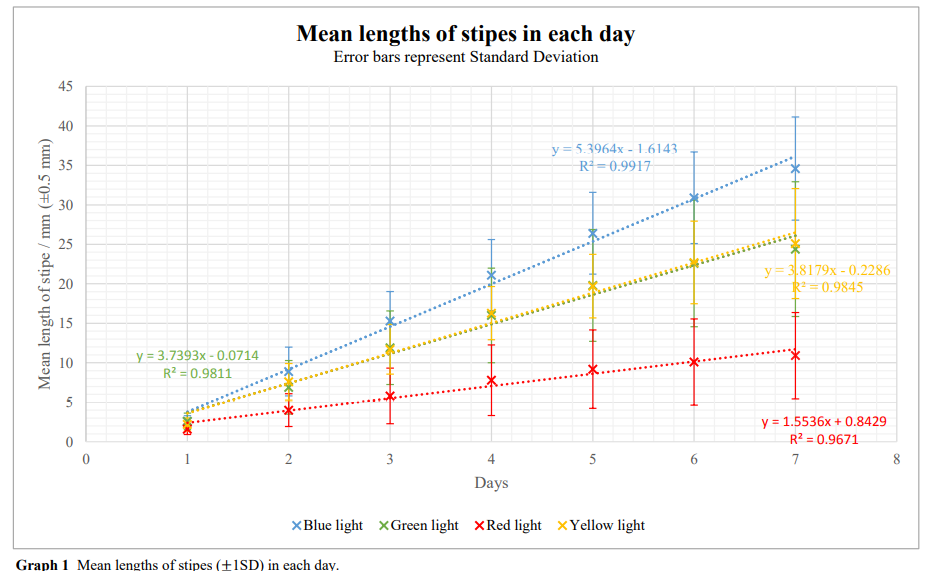 Mean lengths of stipes in each day
Error bars represent Standard Deviation
Mean length of stipe / mm (±0.5 mm)
45
40
35
30
25
20
15
10
5
0
y = 5.3964x - 1.6143
R² = 0.9917
y = 3.8179x - 0.2286
R² = 0.9845
y = 3.7393x - 0.0714
R² = 0.9811
y = 1.5536x + 0.8429
R² = 0.9671
0 1 2 3 4 5 6 7 8
Days
Blue light Green light Red light Yellow light
Graph 1 Mean lengths of stipes (±1SD) in each day.